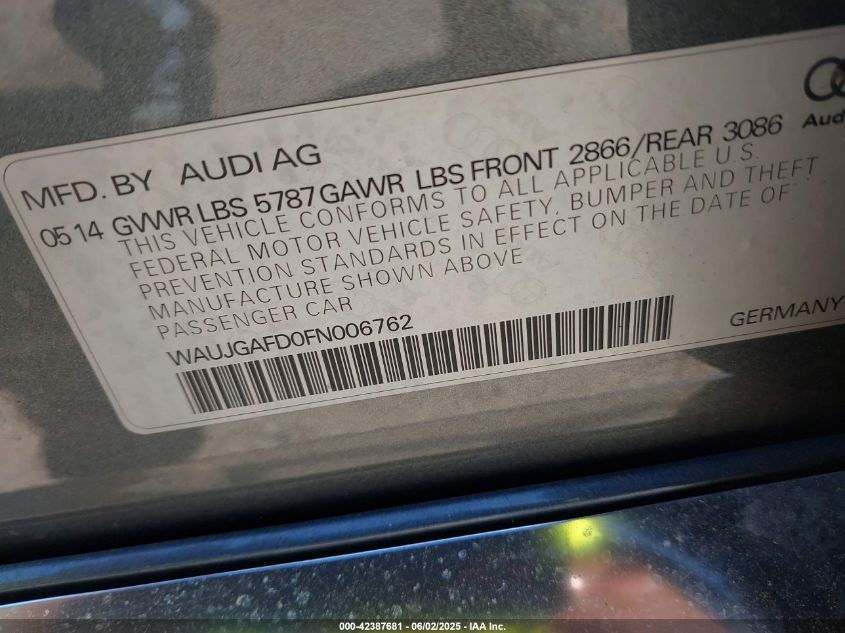 MFD. BY AUDI AG
0514 GVWR LBS 5787 GAWR LBS FRONT 2866/REAR 3086
THIS VEHICLE CONFORMS TO ALL APPLICABLE U.S.
FEDERAL MOTOR VEHICLE SAFETY, BUMPER AND THEFT
PREVENTION STANDARDS IN EFFECT ON THE DATE OF
MANUFACTURE SHOWN ABOVE
PASSENGER CAR
WAUJGAFD0FN006762
GERMANY
000-42387681 - 06/02/2025 - IAA Inc.